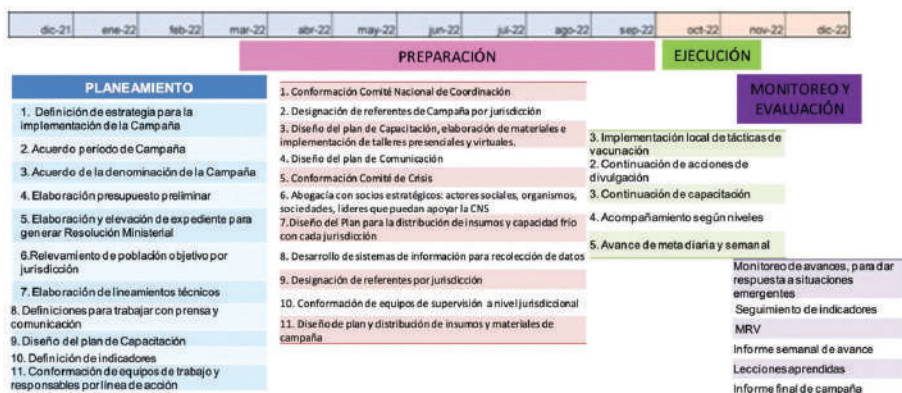 dic-21 ene-22 feb-22 mar-22 abr-22 may-22 jun-22 jul-22 ago-22 sep-22 oct-22 nov-22 dic-22
PREPARACIÓN
EJECUCIÓN
PLANEAMIENTO
1. Definición de estrategia para la
implementación de la Campaña
2. Acuerdo período de Campaña
3. Acuerdo de la denominación de la Campaña
4. Elaboración presupuesto preliminar
5. Elaboración y elevación de expediente para
generar Resolución Ministerial
6.Relevamiento de población objetivo por
jurisdicción
7. Elaboración de lineamientos técnicos
8. Definiciones para trabajar con prensa y
comunicación
9. Diseño del plan de Capacitación
10. Definición de indicadores
11. Conformación de equipos de trabajo y
responsables por línea de acción
1. Conformación Comité Nacional de Coordinación
2. Designación de referentes de Campaña por jurisdicción
3. Diseño del plan de Capacitación, elaboración de materiales e
implementación de talleres presenciales y virtuales.
4. Diseño del plan de Comunicación
5. Conformación Comité de Crisis
6. Abogacía con socios estratégicos: actores sociales, organismos,
sociedades, líderes que puedan apoyar la CNS
7.Diseño del Plan para la distribución de insumos y capacidad frío
con cada jurisdicción
8. Desarrollo de sistemas de información para recolección de datos
9. Designación de referentes por jurisdicción
10. Conformación de equipos de supervisión a nivel jurisdiccional
11. Diseño de plan y distribución de insumos y materiales de
campaña
3. Implementación local de tácticas de
vacunación
2. Continuación de acciones de
divulgación
3. Continuación de capacitación
4. Acompañamiento según niveles
5. Avance de meta diaria y semanal
MONITOREO Y
EVALUACIÓN
Monitoreo de avances, para dar
respuesta a situaciones
emergentes
Seguimiento de indicadores
MRV
Informe semanal de avance
Lecciones aprendidas
Informe final de campaña